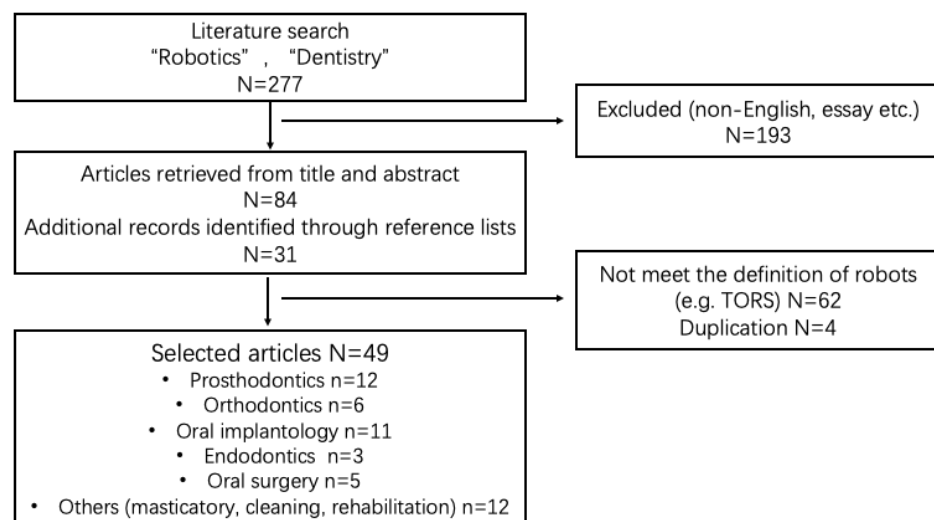 Literature search
“Robotics” , “Dentistry”
N=277
Excluded (non-English, essay etc.)
N=193
Articles retrieved from title and abstract
N=84
Additional records identified through reference lists
N=31
Not meet the definition of robots
(e.g. TORS) N=62
Duplication N=4
Selected articles N=49
• Prosthodontics n=12
• Orthodontics n=6
• Oral implantology n=11
• Endodontics n=3
• Oral surgery n=5
• Others (masticatory, cleaning, rehabilitation) n=12